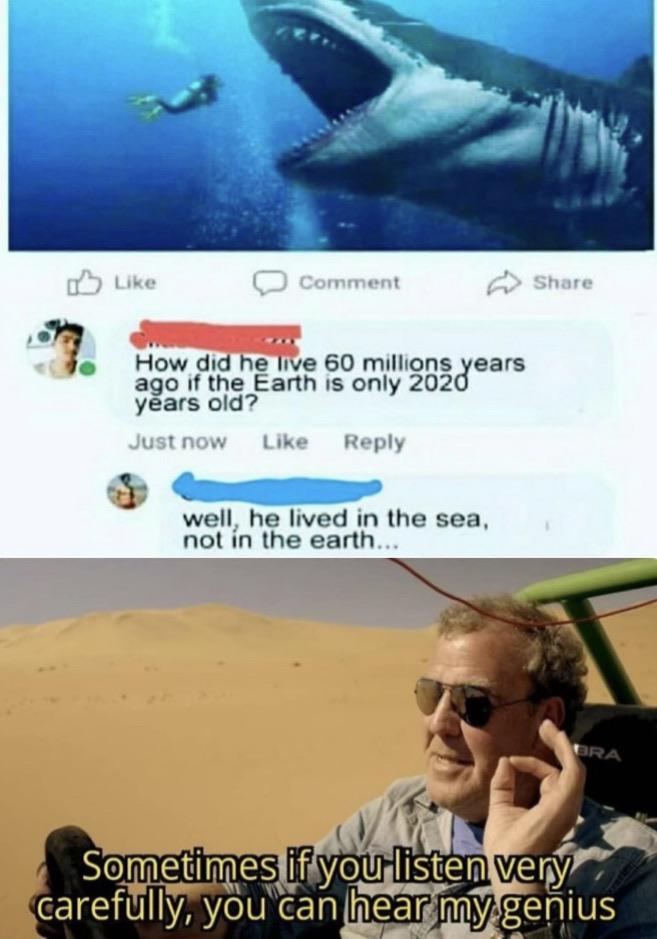 Like Comment Share
How did he live 60 millions years
ago if the Earth is only 2020
years old?
Just now Like Reply
well, he lived in the sea,
not in the earth...
BRA
Sometimes if you listen very
carefully, you can hear my genius